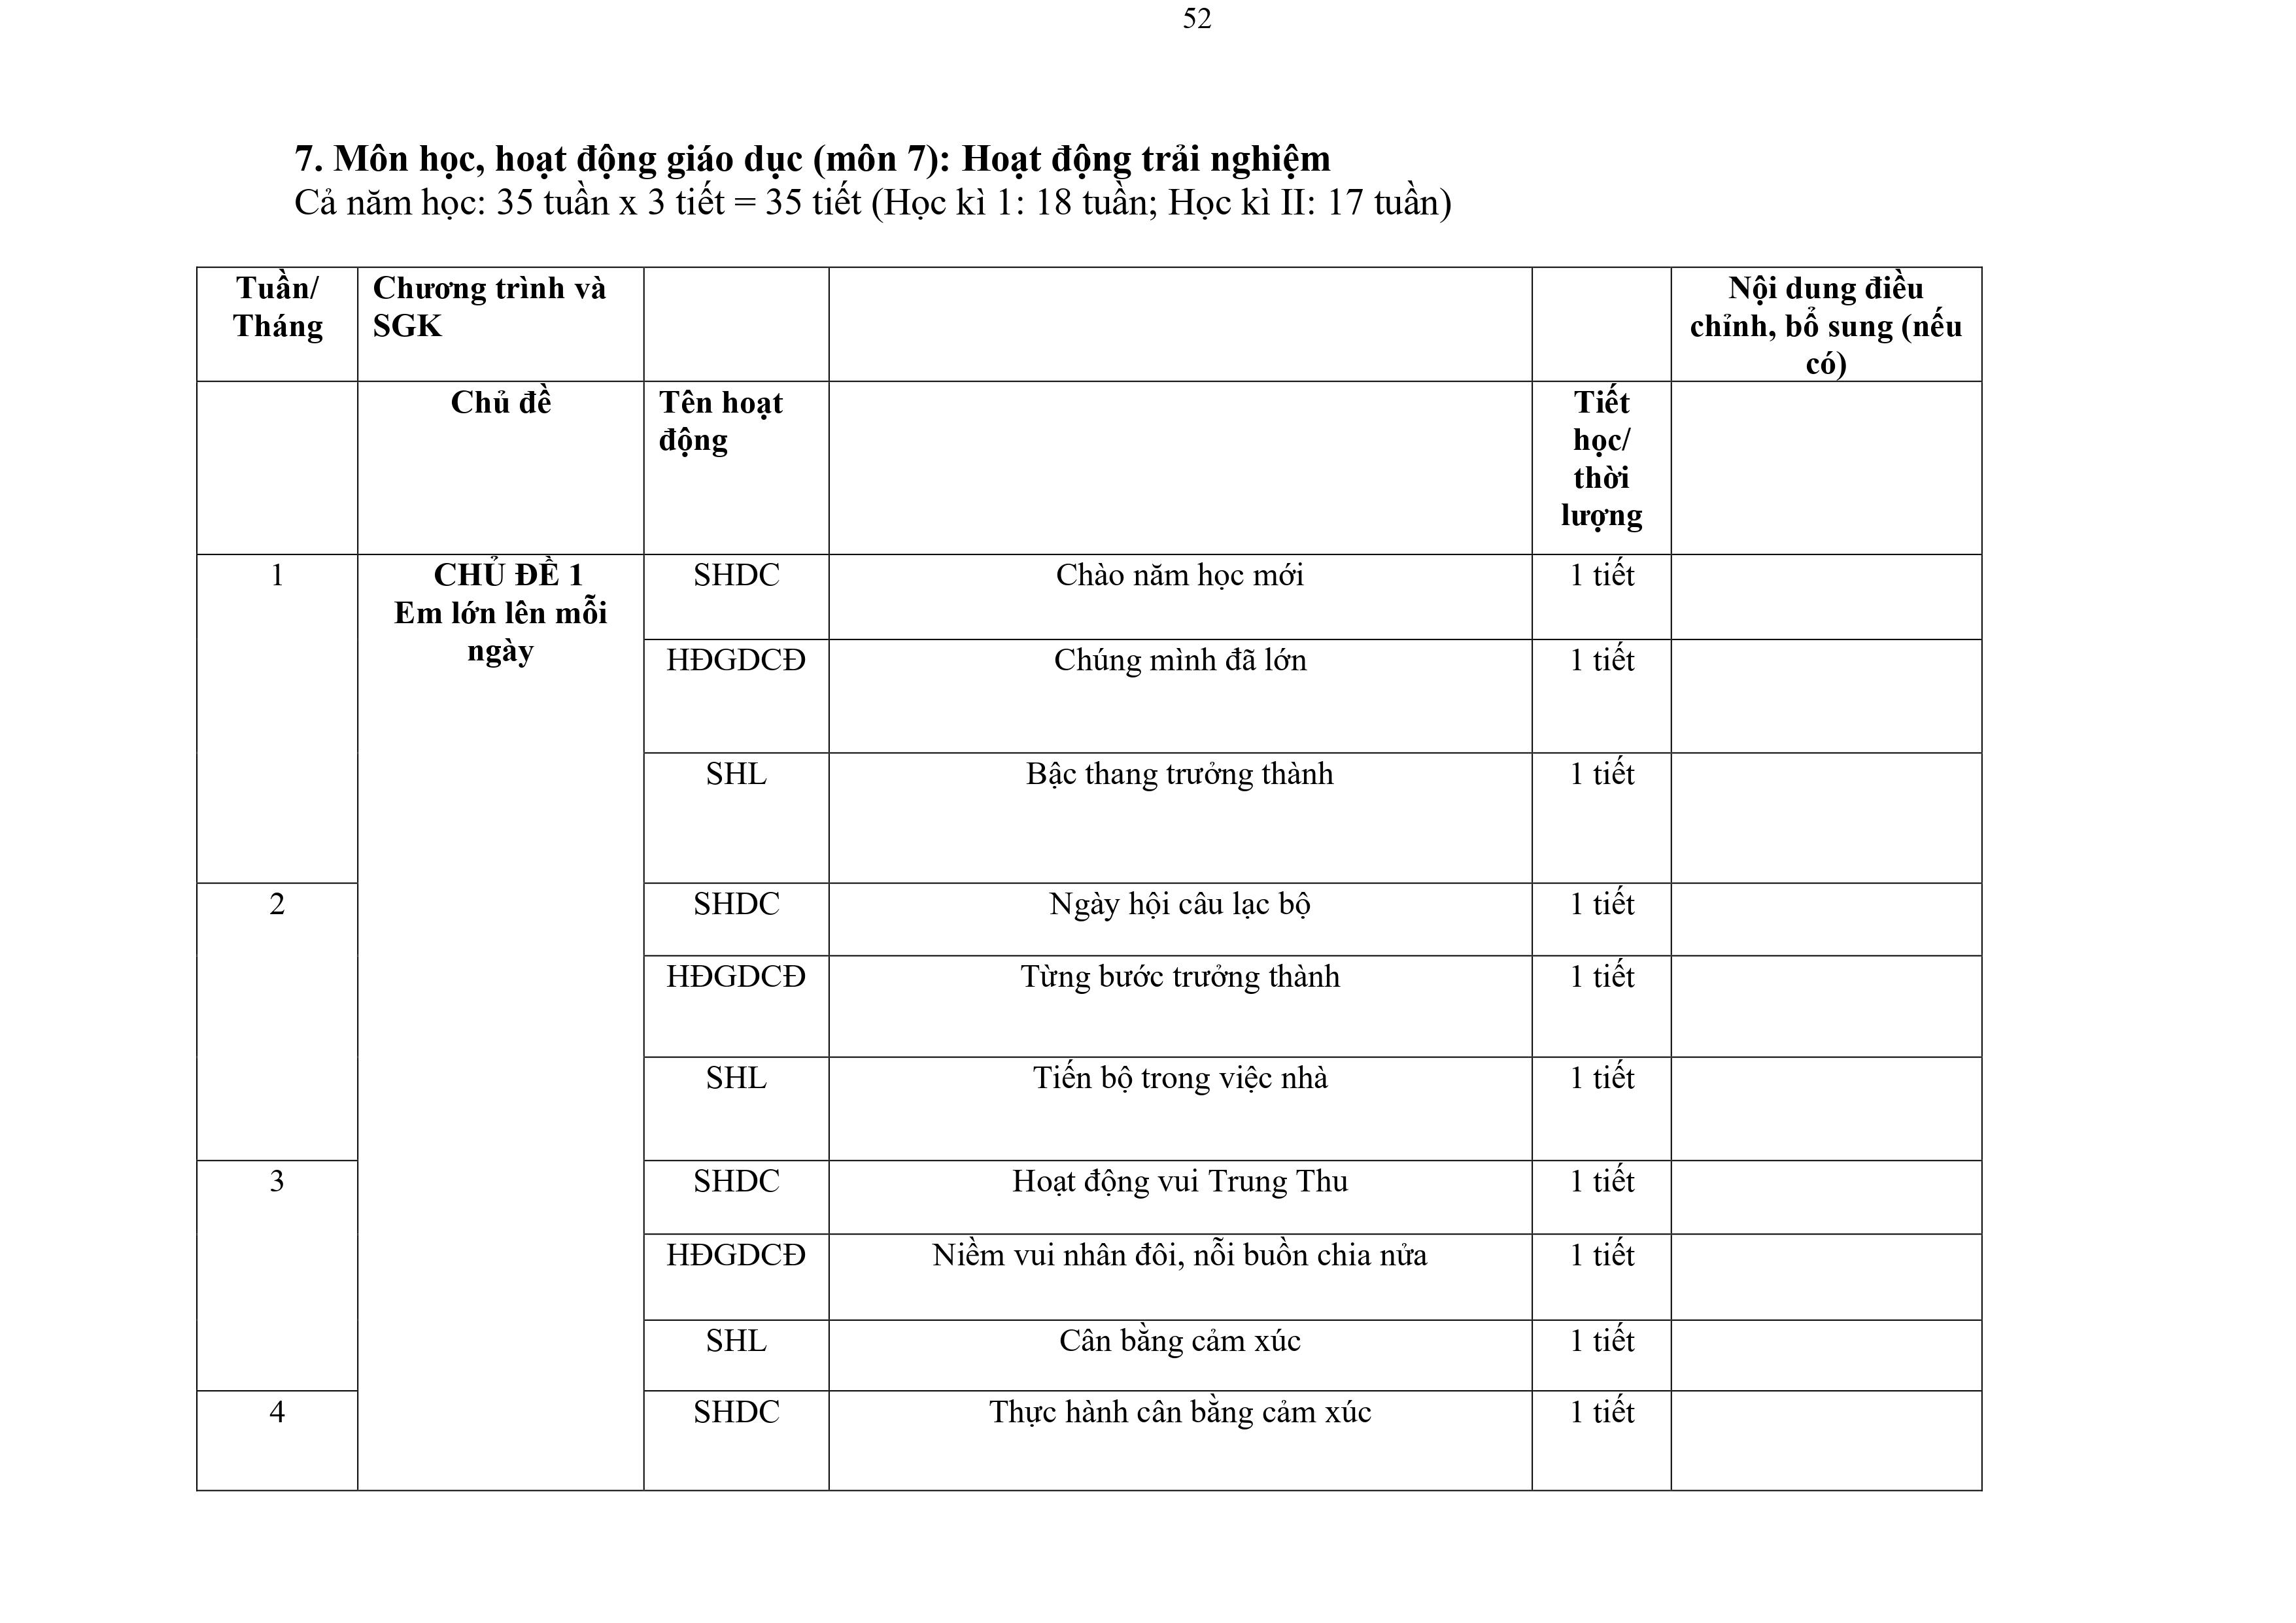 52
7. Môn học, hoạt động giáo dục (môn 7): Hoạt động trải nghiệm
Cả năm học: 35 tuần x 3 tiết = 35 tiết (Học kì 1: 18 tuần; Học kì II: 17 tuần)
Tuần/
Tháng
Chương trình và
SGK
Nội dung điều
chỉnh, bổ sung (nếu
có)
Chủ đề
Tên hoạt
động
Tiết
học/
thời
lượng
1
CHỦ ĐỀ 1
Em lớn lên mỗi
ngày
SHDC
Chào năm học mới
1 tiết
HĐGDCĐ
Chúng mình đã lớn
1 tiết
SHL
Bậc thang trưởng thành
1 tiết
2
SHDC
Ngày hội câu lạc bộ
1 tiết
HĐGDCĐ
Từng bước trưởng thành
1 tiết
SHL
Tiến bộ trong việc nhà
1 tiết
3
SHDC
Hoạt động vui Trung Thu
1 tiết
HĐGDCĐ
Niềm vui nhân đôi, nỗi buồn chia nửa
1 tiết
SHL
Cân bằng cảm xúc
1 tiết
4
SHDC
Thực hành cân bằng cảm xúc
1 tiết